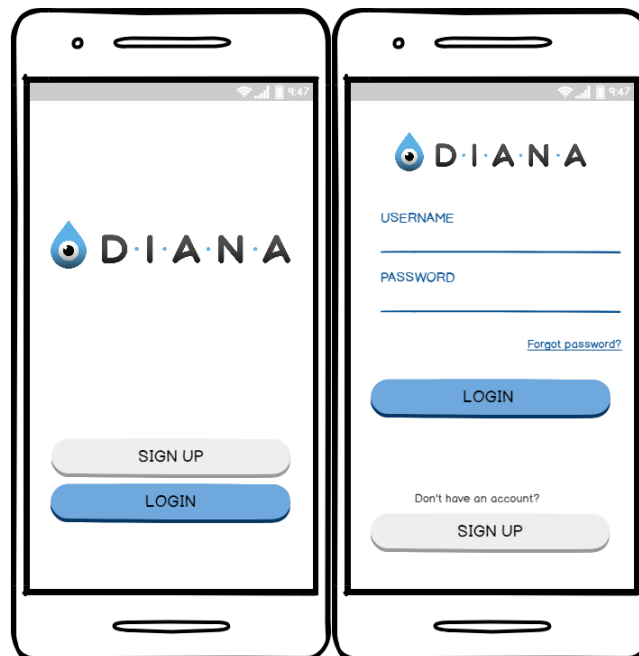 9:47
D·I·A·N·A
SIGN UP
LOGIN
9:47
D·I·A·N·A
USERNAME
PASSWORD
Forgot password?
LOGIN
Don't have an account?
SIGN UP